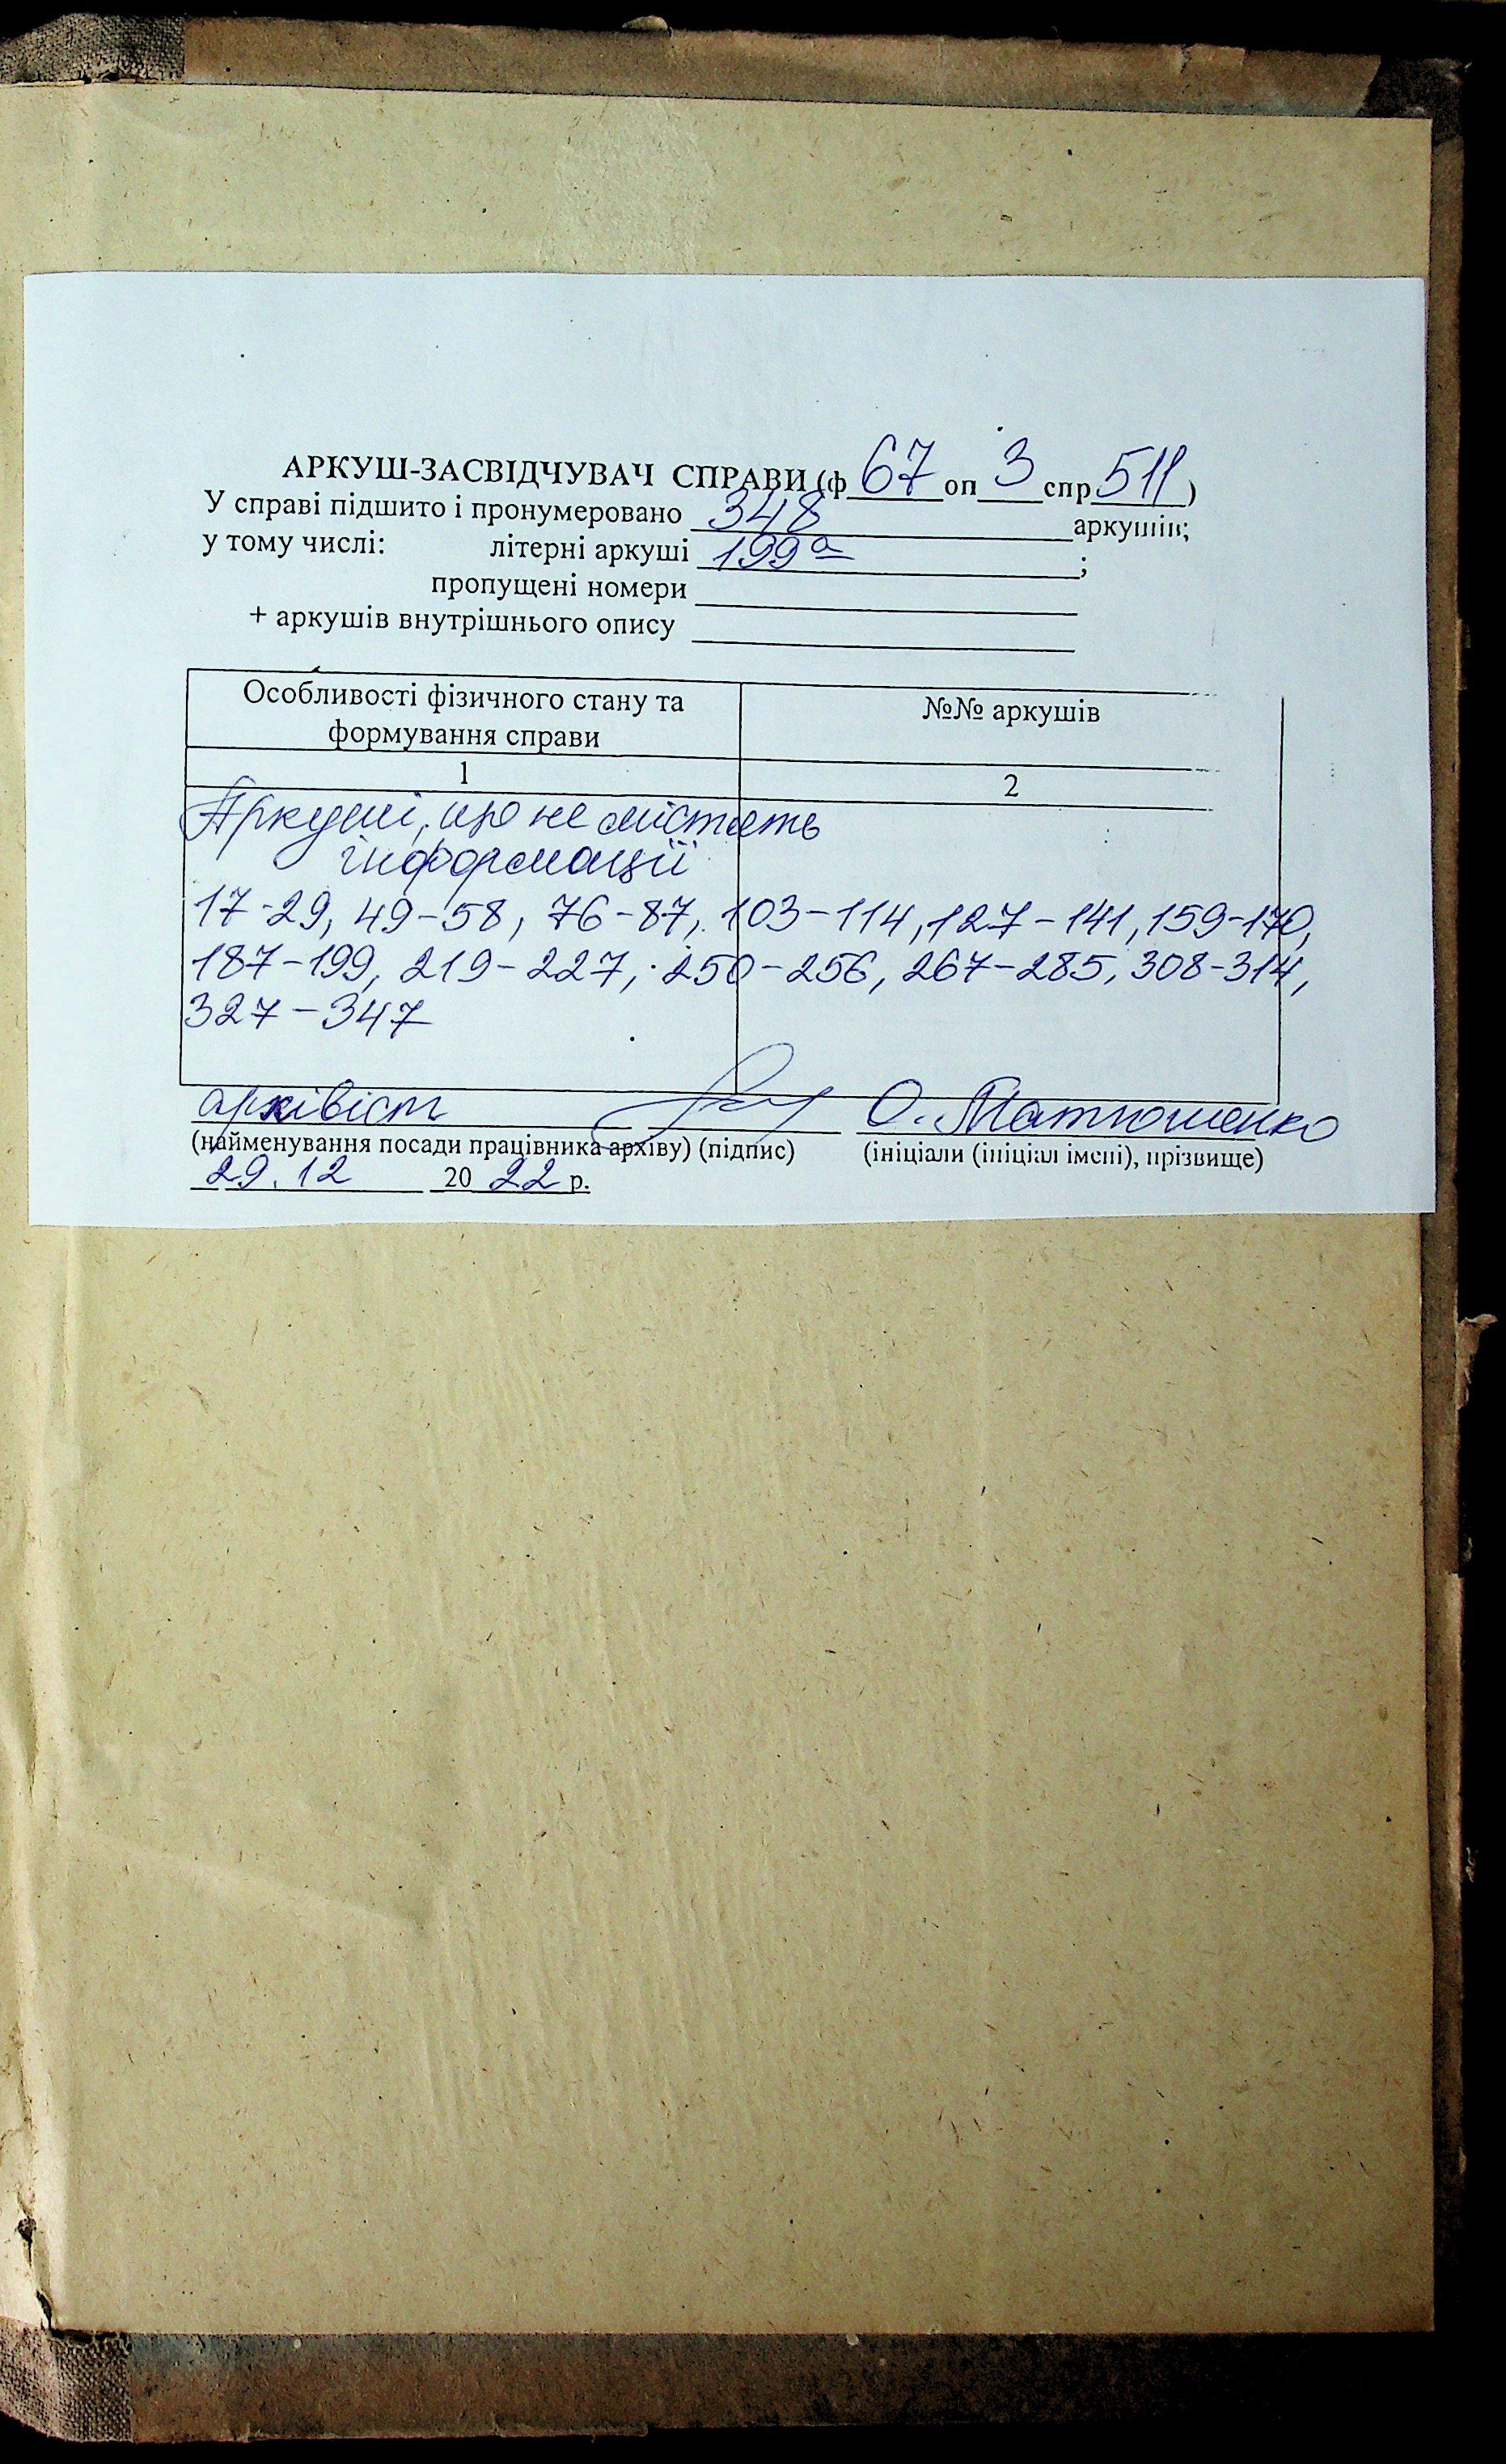 АРКУШ-ЗАСВІДЧУВАЧ СПРАВИ (ф 67 оп 3 спр 511)
У справі підшито і пронумеровано 348 аркушів;
у тому числі: літерні аркуші 199а ;
пропущені номери
+ аркушів внутрішнього опису
Особливості фізичного стану та формування справи
№№ аркушів
1
2
Аркуші, що не містять
інформації
17-29, 49-58, 76-87, 103-114, 127-141, 159-170,
187-199, 219-227, 250-256, 267-285, 308-314,
327-347
архівіст О. Матюшенко
(найменування посади працівника архіву) (підпис) (ініціали (ініціал імені), прізвище)
29.12 2022 р.